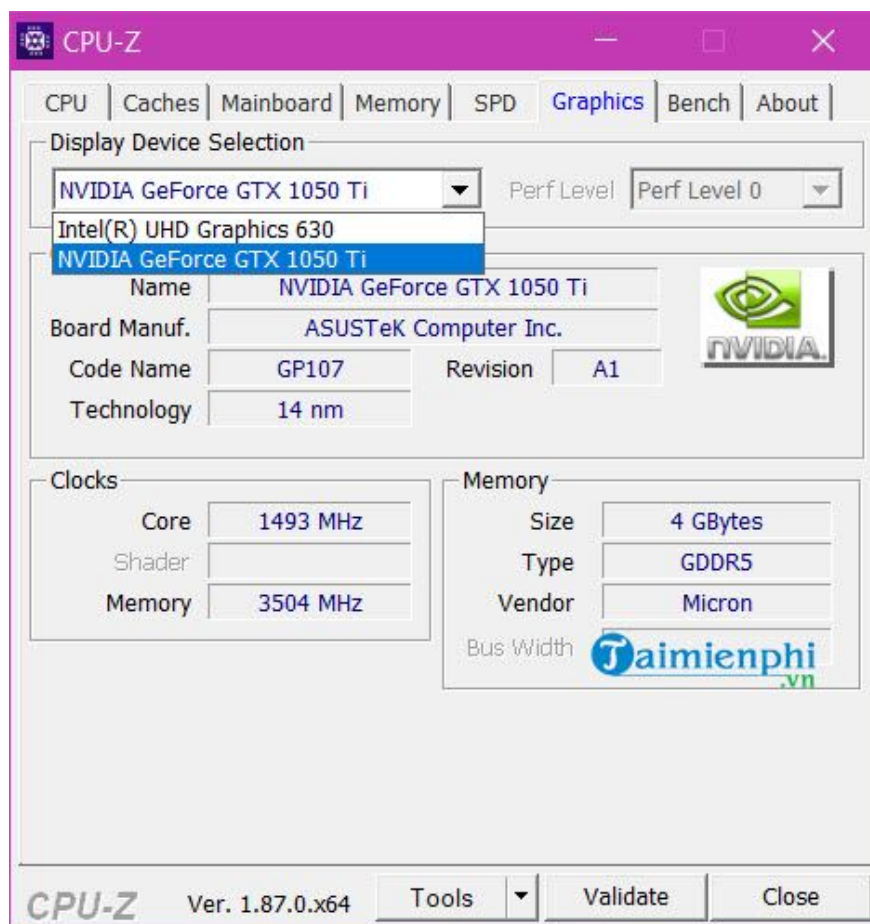 CPU-Z
CPU Caches Mainboard Memory SPD Graphics Bench About
Display Device Selection
NVIDIA GeForce GTX 1050 Ti Perf Level Perf Level 0
Intel(R) UHD Graphics 630
NVIDIA GeForce GTX 1050 Ti
Name NVIDIA GeForce GTX 1050 Ti
Board Manuf. ASUSTeK Computer Inc.
Code Name GP107 Revision A1
Technology 14 nm
NVIDIA.
Clocks
Core 1493 MHz
Shader
Memory 3504 MHz
Memory
Size 4 GBytes
Type GDDR5
Vendor Micron
Bus Width
Taimienphi
.vn
CPU-Z Ver. 1.87.0.x64 Tools Validate Close